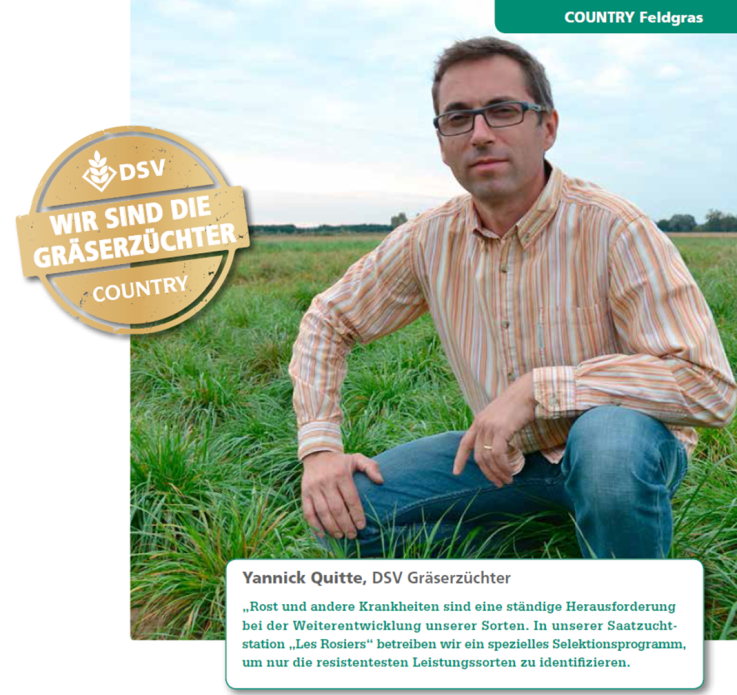 COUNTRY Feldgras
DSV
WIR SIND DIE
GRÄSERZÜCHTER
COUNTRY
Yannick Quitte, DSV Gräserzüchter
„Rost und andere Krankheiten sind eine ständige Herausforderung
bei der Weiterentwicklung unserer Sorten. In unserer Saatzucht-
station „Les Rosiers“ betreiben wir ein spezielles Selektionsprogramm,
um nur die resistentesten Leistungssorten zu identifizieren.